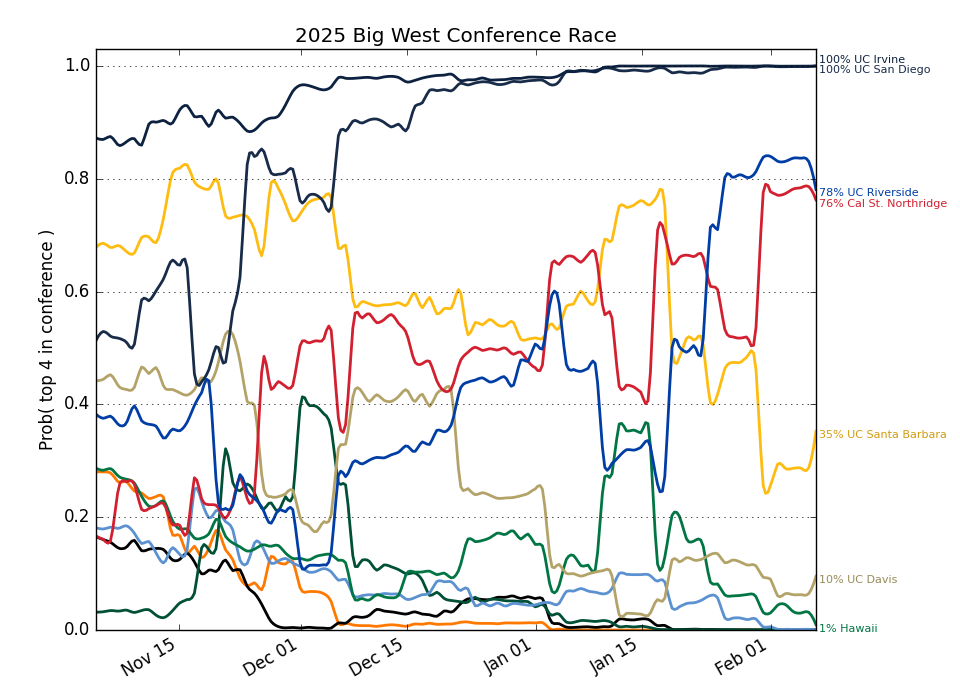 2025 Big West Conference Race
Prob( top 4 in conference )
1.0
0.8
0.6
0.4
0.2
0.0
Nov 15
Dec 01
Dec 15
Jan 01
Jan 15
Feb 01
100% UC Irvine
100% UC San Diego
78% UC Riverside
76% Cal St. Northridge
35% UC Santa Barbara
10% UC Davis
1% Hawaii